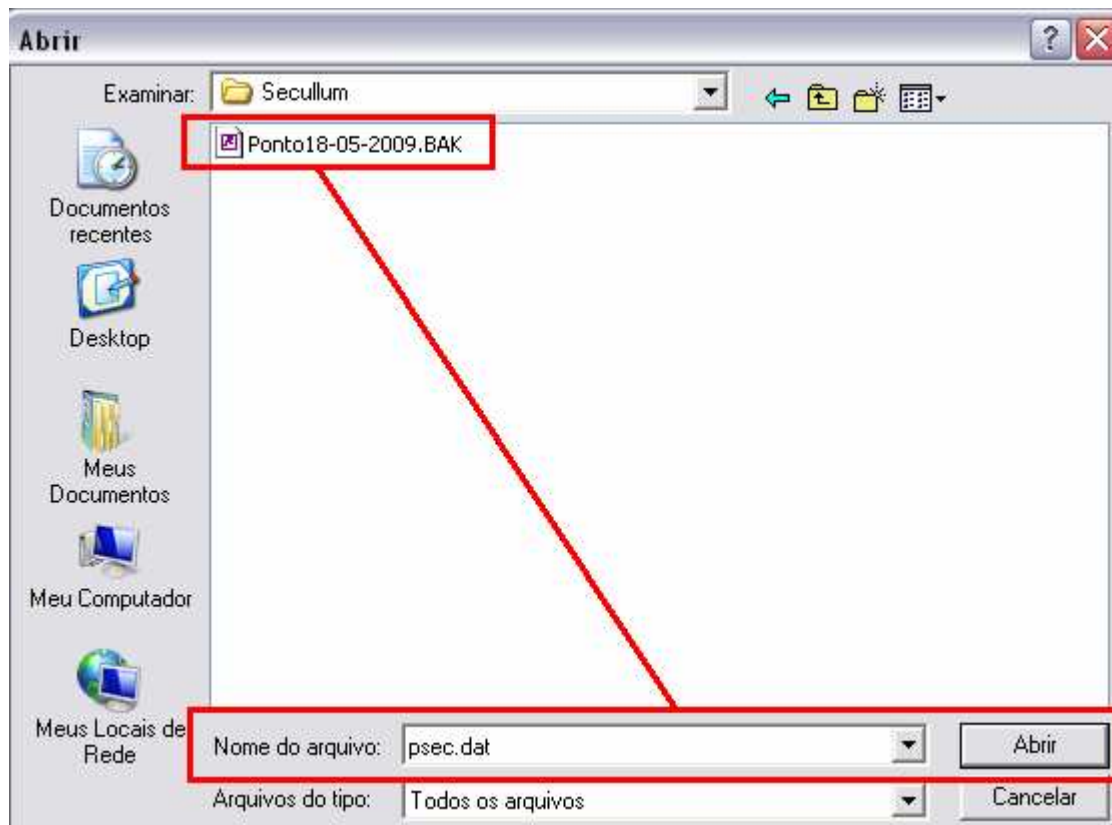 Abrir
Examinar:
Secullum
Ponto18-05-2009.BAK
Documentos
recentes
Desktop
Meus
Documentos
Meu Computador
Meus Locais de
Rede
Nome do arquivo:
psec.dat
Abrir
Arquivos do tipo:
Todos os arquivos
Cancelar